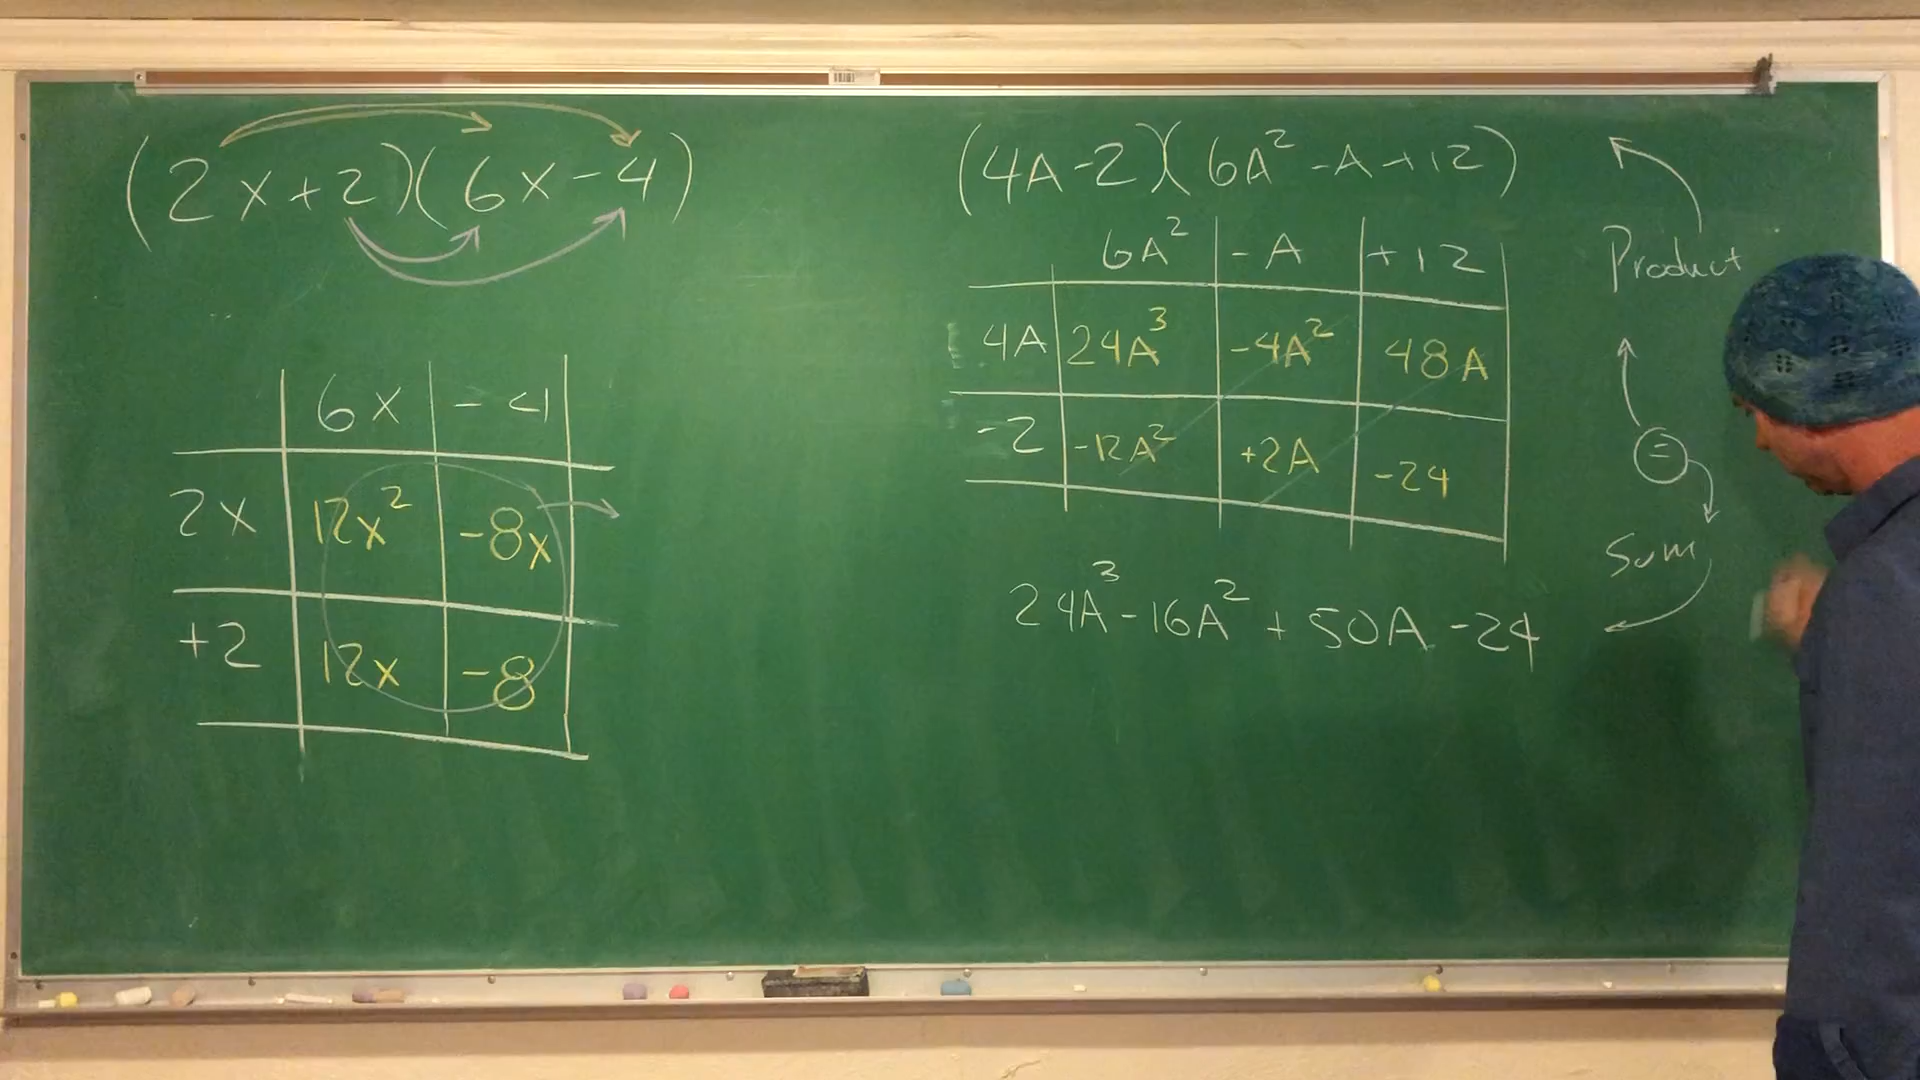 (2x+2)(6x-4)
6x -4
2x 12x² -8x
+2 12x -8
(4A-2)(6A²-A+12)
6A² -A +12
4A 24A³ -4A² 48A
-2 -12A² +2A -24
24A³-16A²+50A-24
Product
=
Sum